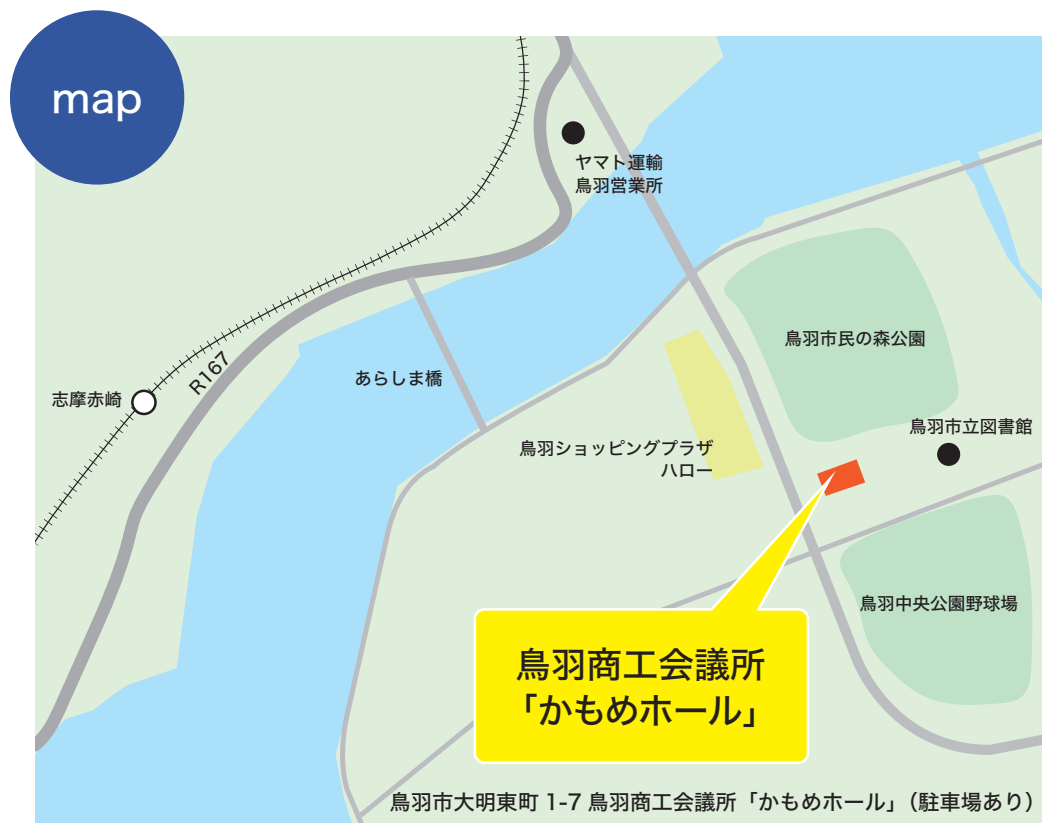 map
ヤマト運輸
鳥羽営業所
鳥羽市民の森公園
R167
あらしま橋
志摩赤崎
鳥羽市立図書館
鳥羽ショッピングプラザ
ハロー
鳥羽中央公園野球場
鳥羽商工会議所
「かもめホール」
鳥羽市大明東町 1-7 鳥羽商工会議所「かもめホール」（駐車場あり）